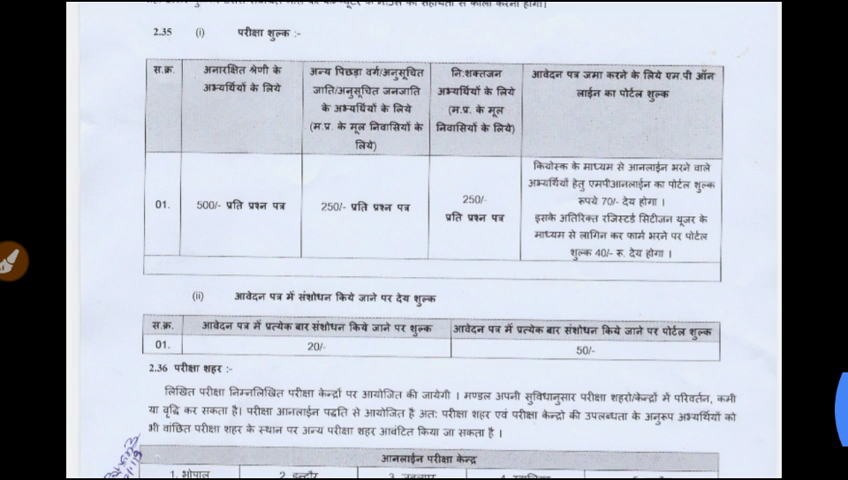 2.35 (i) परीक्षा शुल्क :-
स.क्र. अनारक्षित श्रेणी के अभ्यर्थियों के लिये
अन्य पिछड़ा वर्ग/अनुसूचित जाति/अनुसूचित जनजाति के अभ्यर्थियों के लिये (म.प्र. के मूल निवासियों के लिये)
नि:शक्तजन अभ्यर्थियों के लिये (म.प्र. के मूल निवासियों के लिये)
आवेदन पत्र जमा करने के लिये एम.पी ऑन लाईन का पोर्टल शुल्क
01. 500/- प्रति प्रश्न पत्र
250/- प्रति प्रश्न पत्र
250/-
प्रति प्रश्न पत्र
कियोस्क के माध्यम से आनलाईन भरने वाले
अभ्यर्थियों हेतु एमपीआनलाईन का पोर्टल शुल्क
रूपये 70/- देय होगा ।
इसके अतिरिक्त रजिस्टर्ड सिटीजन यूजर के
माध्यम से लागिन कर फार्म भरने पर पोर्टल
शुल्क 40/- रू. देय होगा ।
(ii) आवेदन पत्र में संशोधन किये जाने पर देय शुल्क
स.क्र. आवेदन पत्र में प्रत्येक बार संशोधन किये जाने पर शुल्क आवेदन पत्र में प्रत्येक बार संशोधन किये जाने पर पोर्टल शुल्क
01. 20/- 50/-
2.36 परीक्षा शहर :-
लिखित परीक्षा निम्नलिखित परीक्षा केन्द्रों पर आयोजित की जायेगी । मण्डल अपनी सुविधानुसार परीक्षा शहरो/केन्द्रों में परिवर्तन, कमी
या वृद्धि कर सकता है। परीक्षा आनलाईन पद्धति से आयोजित है अत: परीक्षा शहर एवं परीक्षा केन्द्रो की उपलब्धता के अनुरूप अभ्यर्थियों को
भी वांछित परीक्षा शहर के स्थान पर अन्य परीक्षा शहर आवंटित किया जा सकता है ।
आनलाईन परीक्षा केन्द्र
1. भोपाल 2. इन्दौर